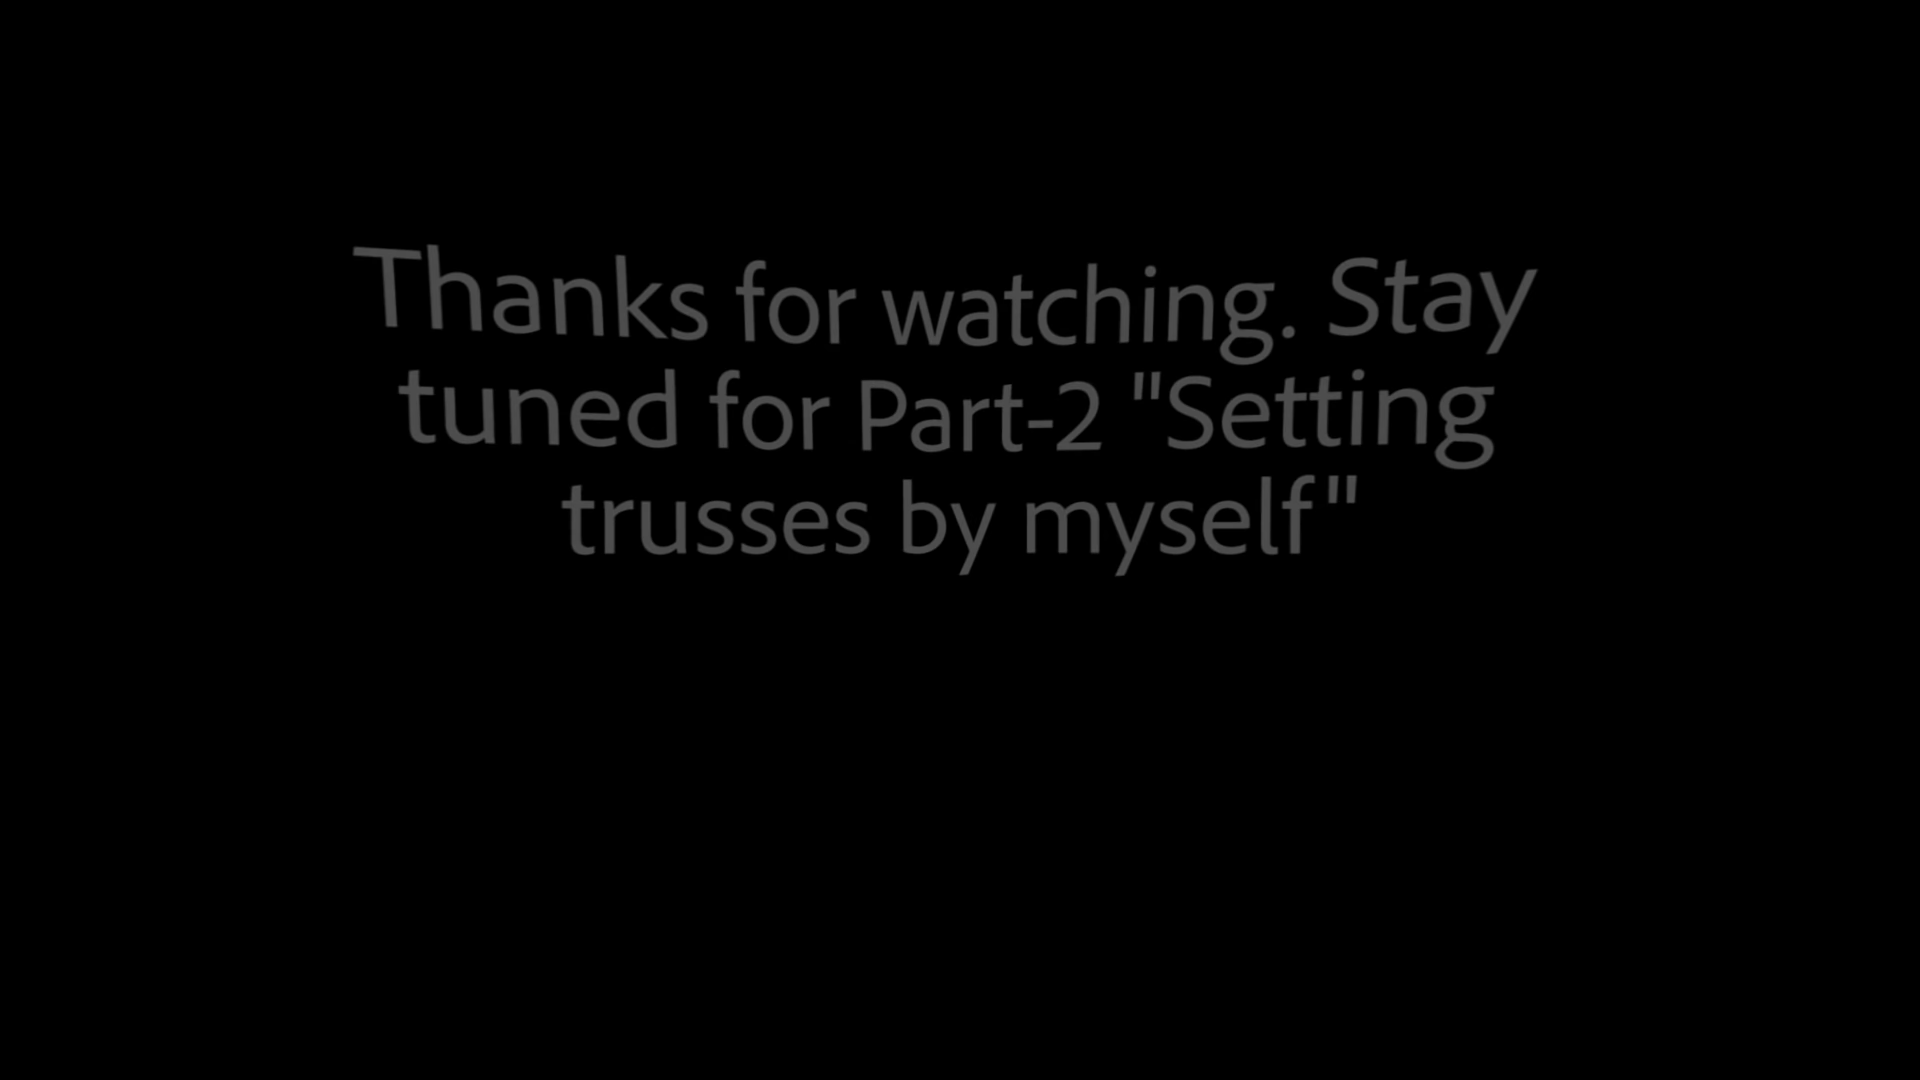 Thanks for watching. Stay
tuned for Part-2 "Setting
trusses by myself"